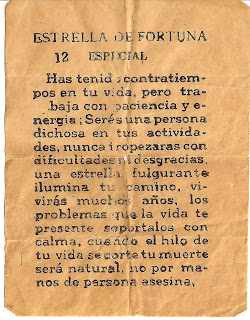 ESTRELLA DE FORTUNA
12 ESPECIAL
Has tenido contratiem-
pos en tu vida, pero tra-
baja con paciencia y e-
nergia; Serés una persona
dichosa en tus activida-
des, nunca tropezaras con
dificultades ni desgracias,
una estrella fulgurante
ilumina tu camino, vi-
virás muchos años, los
problemas que la vida te
presente soportalos con
calma, cuando el hilo de
tu vida se corte tu muerte
será natural, no por ma-
nos de persona asesina,